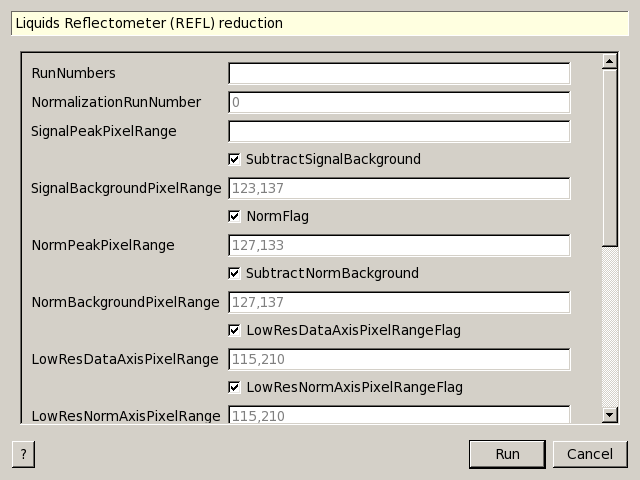 Liquids Reflectometer (REFL) reduction
RunNumbers
NormalizationRunNumber 0
SignalPeakPixelRange
SubtractSignalBackground
SignalBackgroundPixelRange 123,137
NormFlag
NormPeakPixelRange 127,133
SubtractNormBackground
NormBackgroundPixelRange 127,137
LowResDataAxisPixelRangeFlag
LowResDataAxisPixelRange 115,210
LowResNormAxisPixelRangeFlag
LowResNormAxisPixelRange 115,210
? Run Cancel